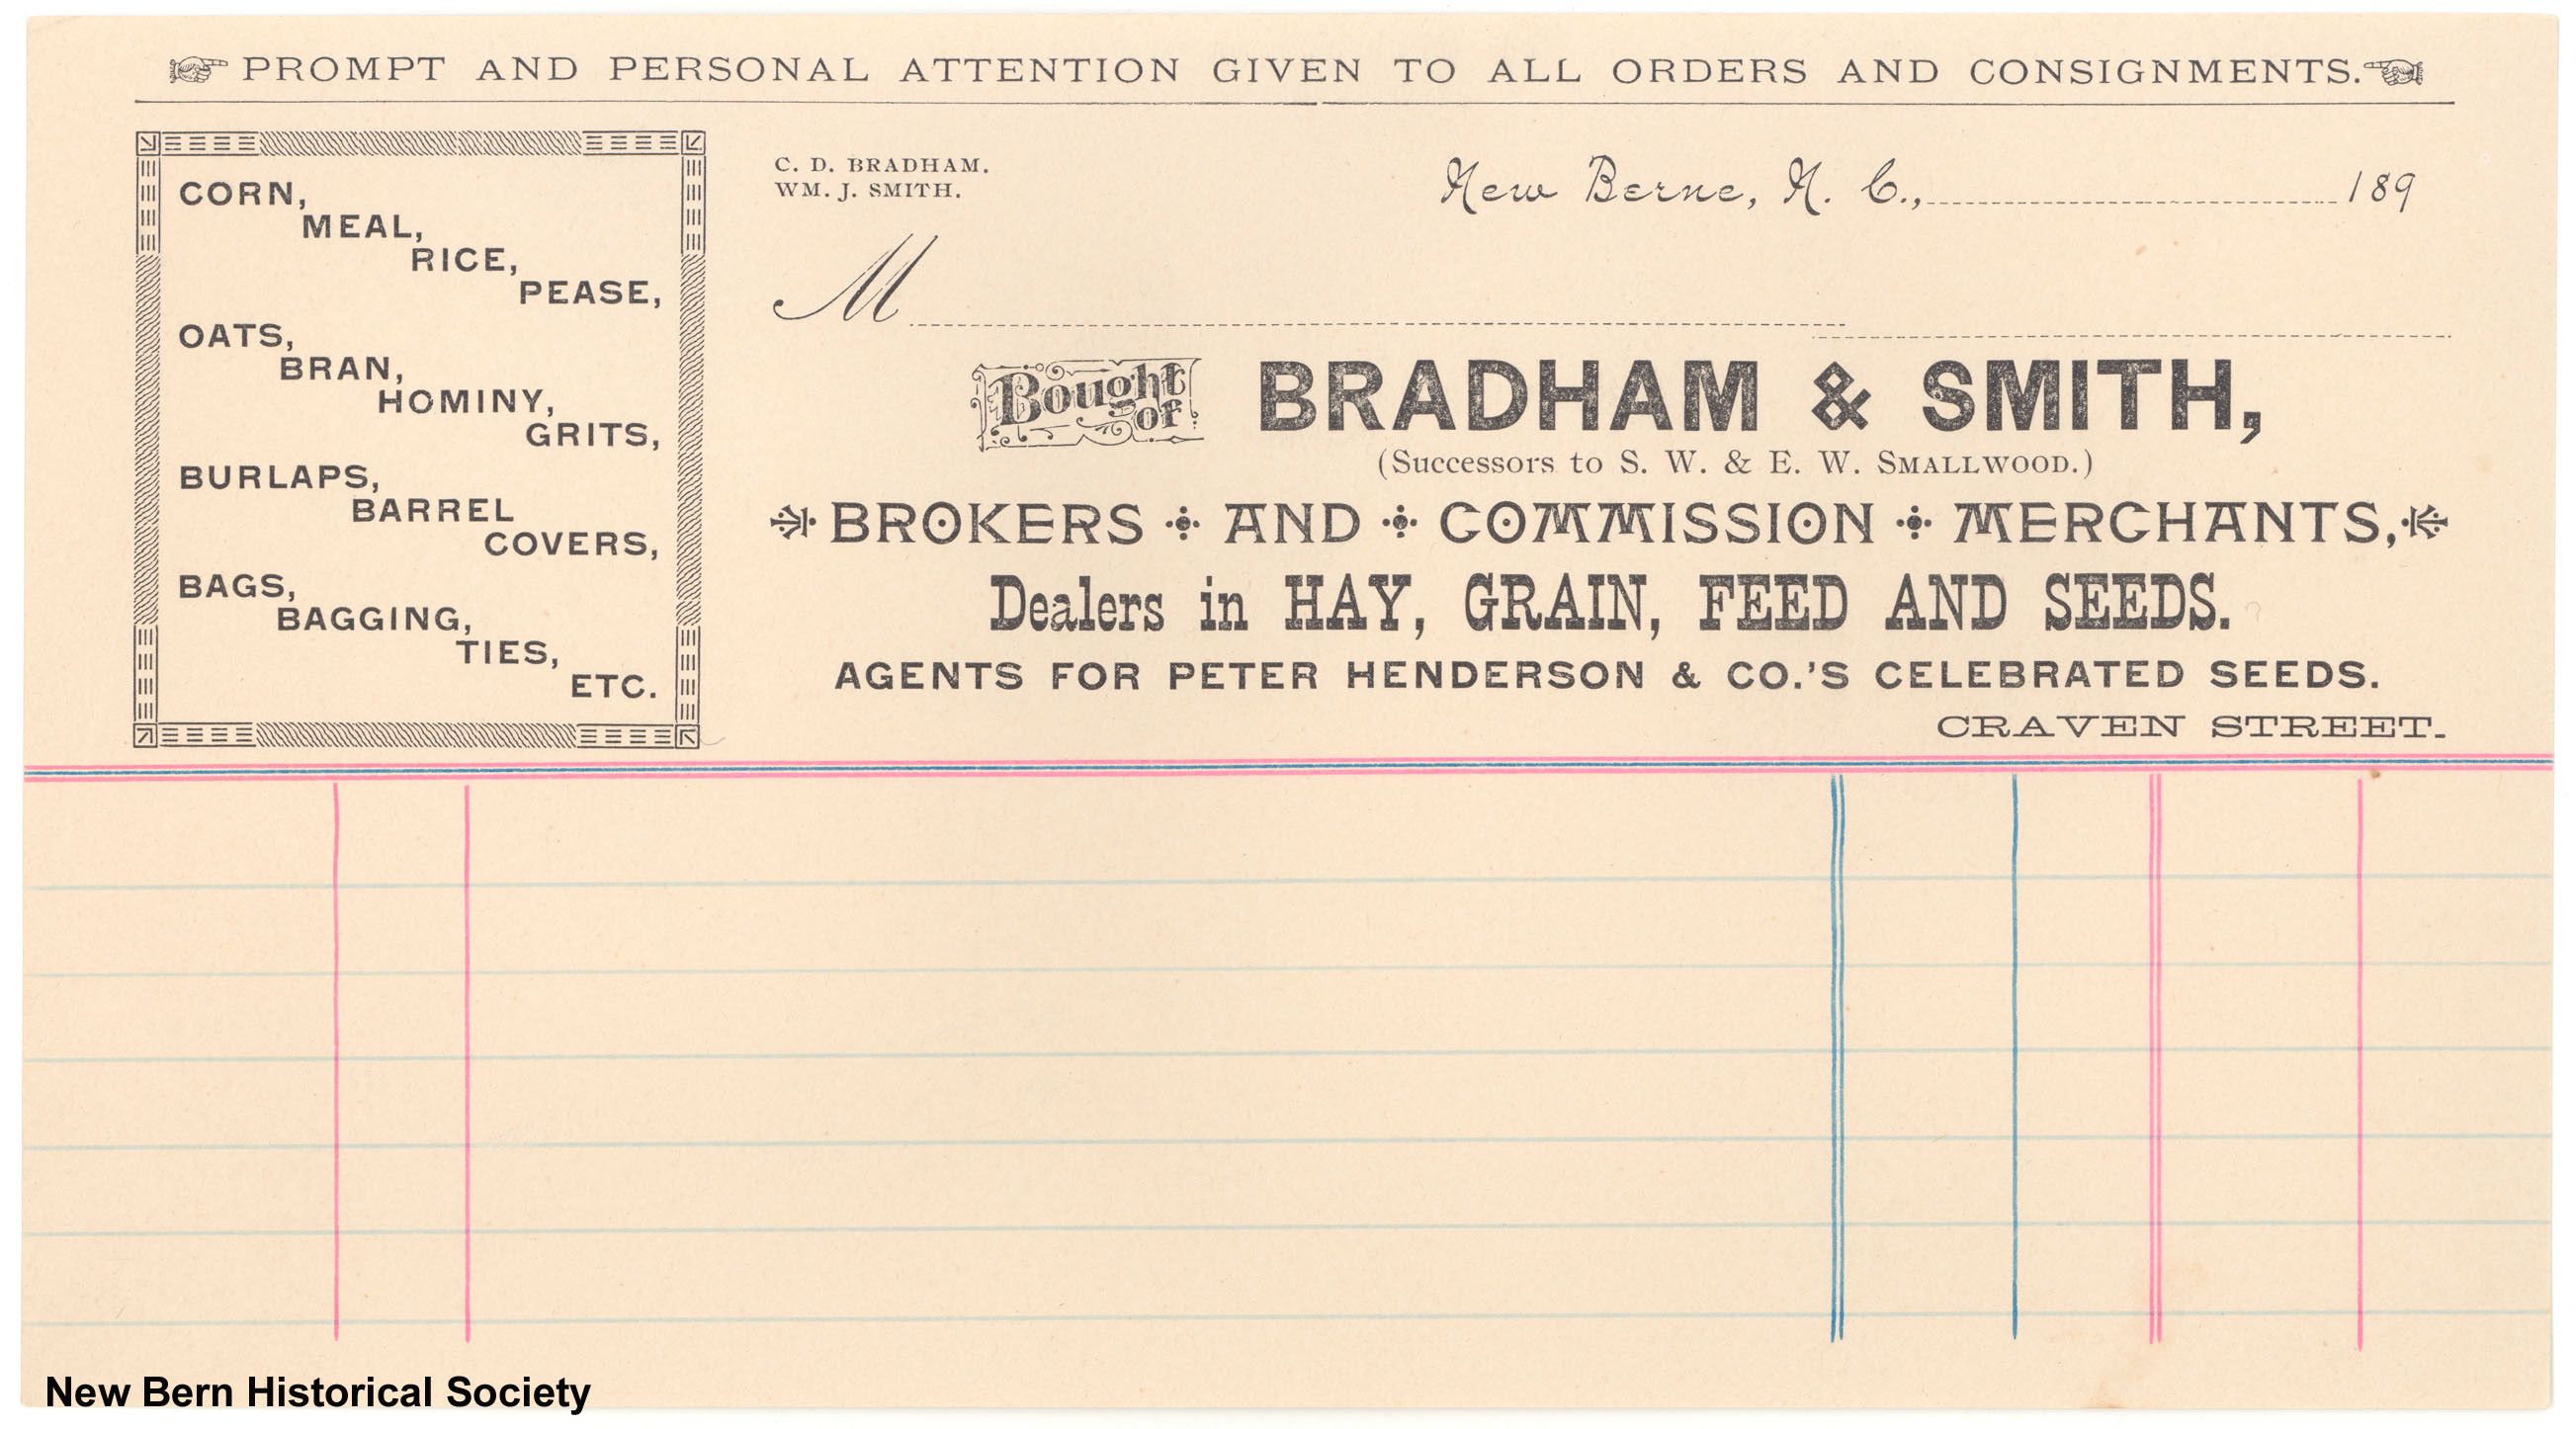 PROMPT AND PERSONAL ATTENTION GIVEN TO ALL ORDERS AND CONSIGNMENTS.
CORN,
MEAL,
RICE,
PEASE,
OATS,
BRAN,
HOMINY,
GRITS,
BURLAPS,
BARREL
COVERS,
BAGS,
BAGGING,
TIES,
ETC.
C. D. BRADHAM.
WM. J. SMITH.
New Berne, N. C., 189
M
Bought of BRADHAM & SMITH,
(Successors to S. W. & E. W. SMALLWOOD.)
BROKERS AND COMMISSION MERCHANTS,
Dealers in HAY, GRAIN, FEED AND SEEDS.
AGENTS FOR PETER HENDERSON & CO.'S CELEBRATED SEEDS.
CRAVEN STREET.
New Bern Historical Society